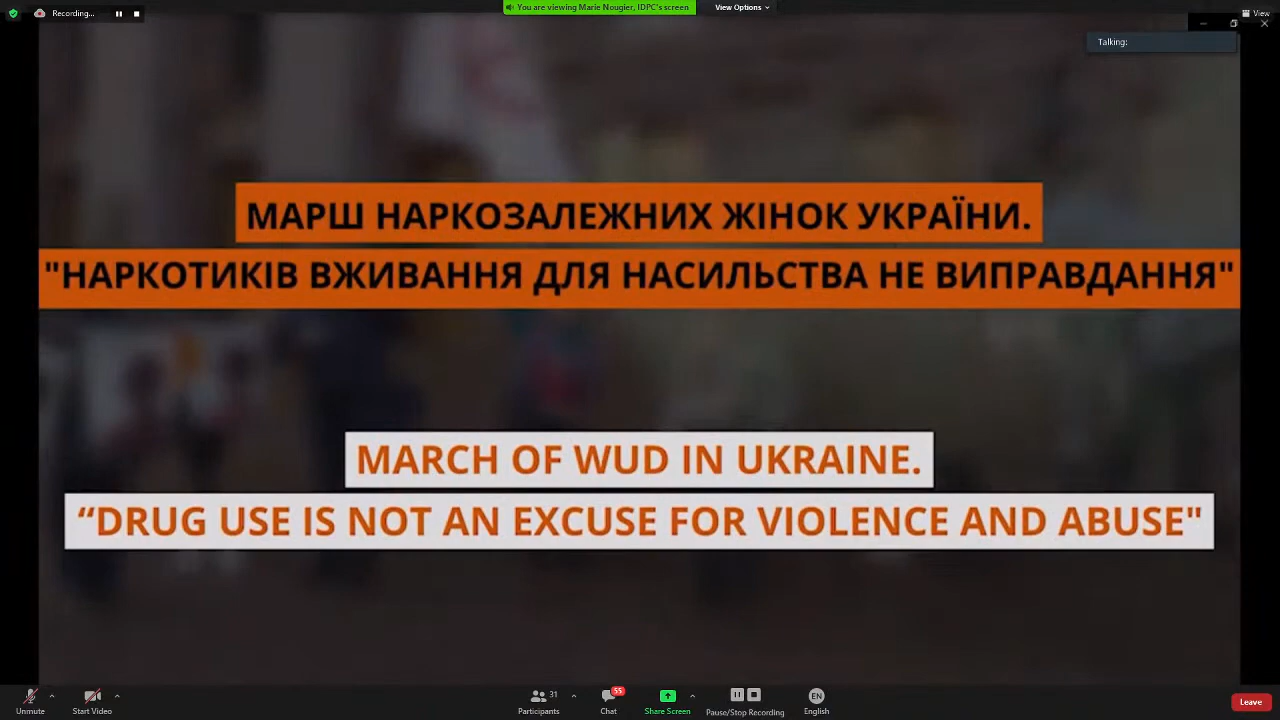 Recording...
You are viewing Marie Nougier, IDPC's screen
View Options
View
Talking:
МАРШ НАРКОЗАЛЕЖНИХ ЖІНОК УКРАЇНИ.
"НАРКОТИКІВ ВЖИВАННЯ ДЛЯ НАСИЛЬСТВА НЕ ВИПРАВДАННЯ"
MARCH OF WUD IN UKRAINE.
“DRUG USE IS NOT AN EXCUSE FOR VIOLENCE AND ABUSE"
Unmute
Start Video
31
Participants
55
Chat
Share Screen
Pause/Stop Recording
EN
English
Leave